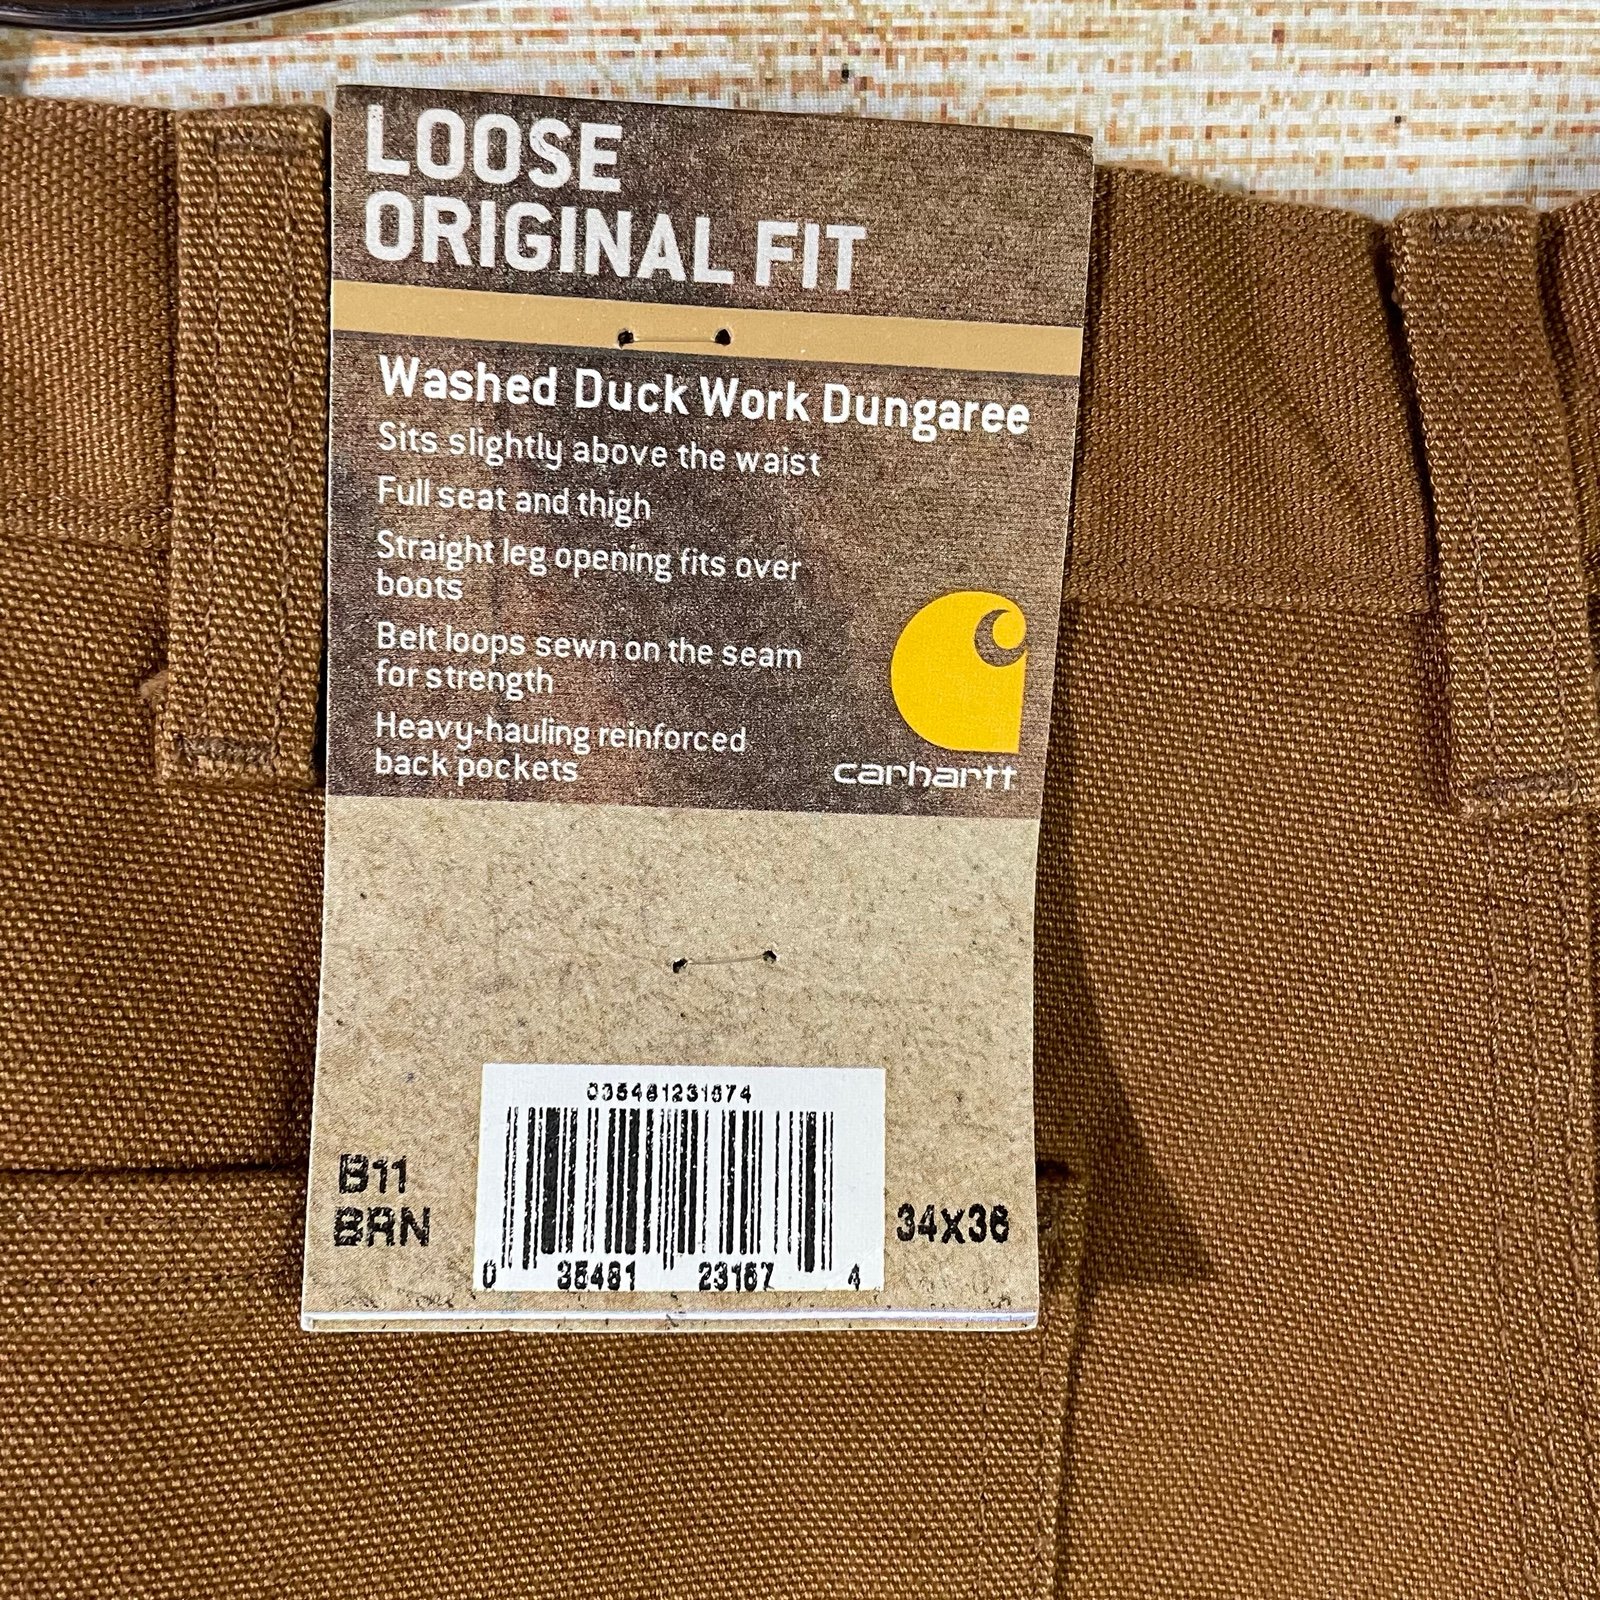 LOOSE
ORIGINAL FIT
Washed Duck Work Dungaree
Sits slightly above the waist
Full seat and thigh
Straight leg opening fits over
boots
Belt loops sewn on the seam
for strength
Heavy-hauling reinforced
back pockets
carhartt
035481231674
B11
BRN
34X36
0 35481 23167 4